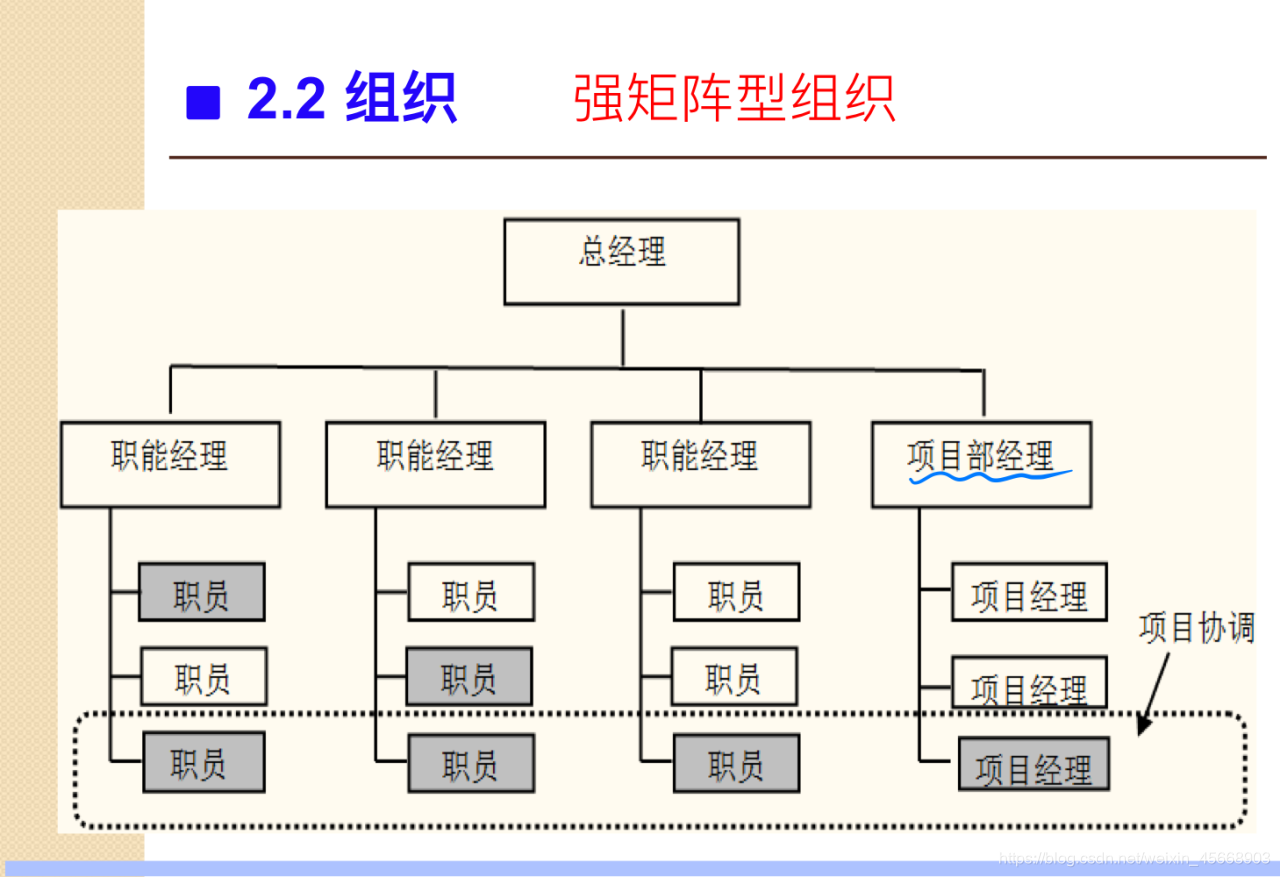 ■ 2.2 组织 强矩阵型组织
总经理
职能经理 职能经理 职能经理 项目部经理
职员 职员 职员 项目经理
项目协调
职员 职员 职员 项目经理
职员 职员 职员 项目经理
https://blog.csdn.net/weixin_45668903